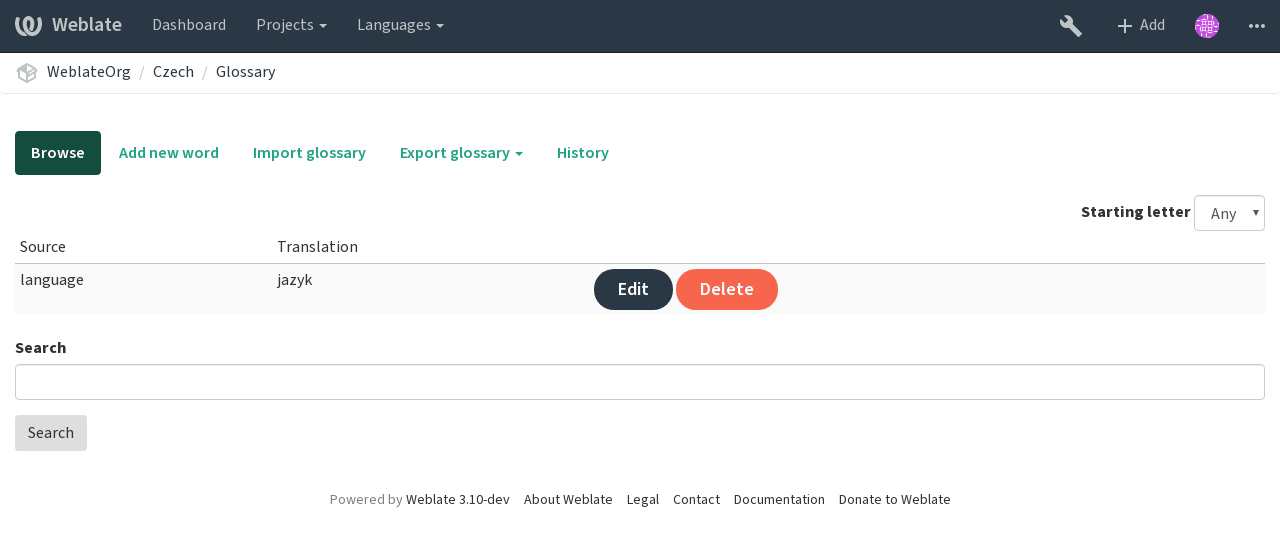 Weblate Dashboard Projects Languages Add
WeblateOrg / Czech / Glossary
Browse Add new word Import glossary Export glossary History
Starting letter Any
Source Translation
language jazyk Edit Delete
Search
Search
Powered by Weblate 3.10-dev About Weblate Legal Contact Documentation Donate to Weblate